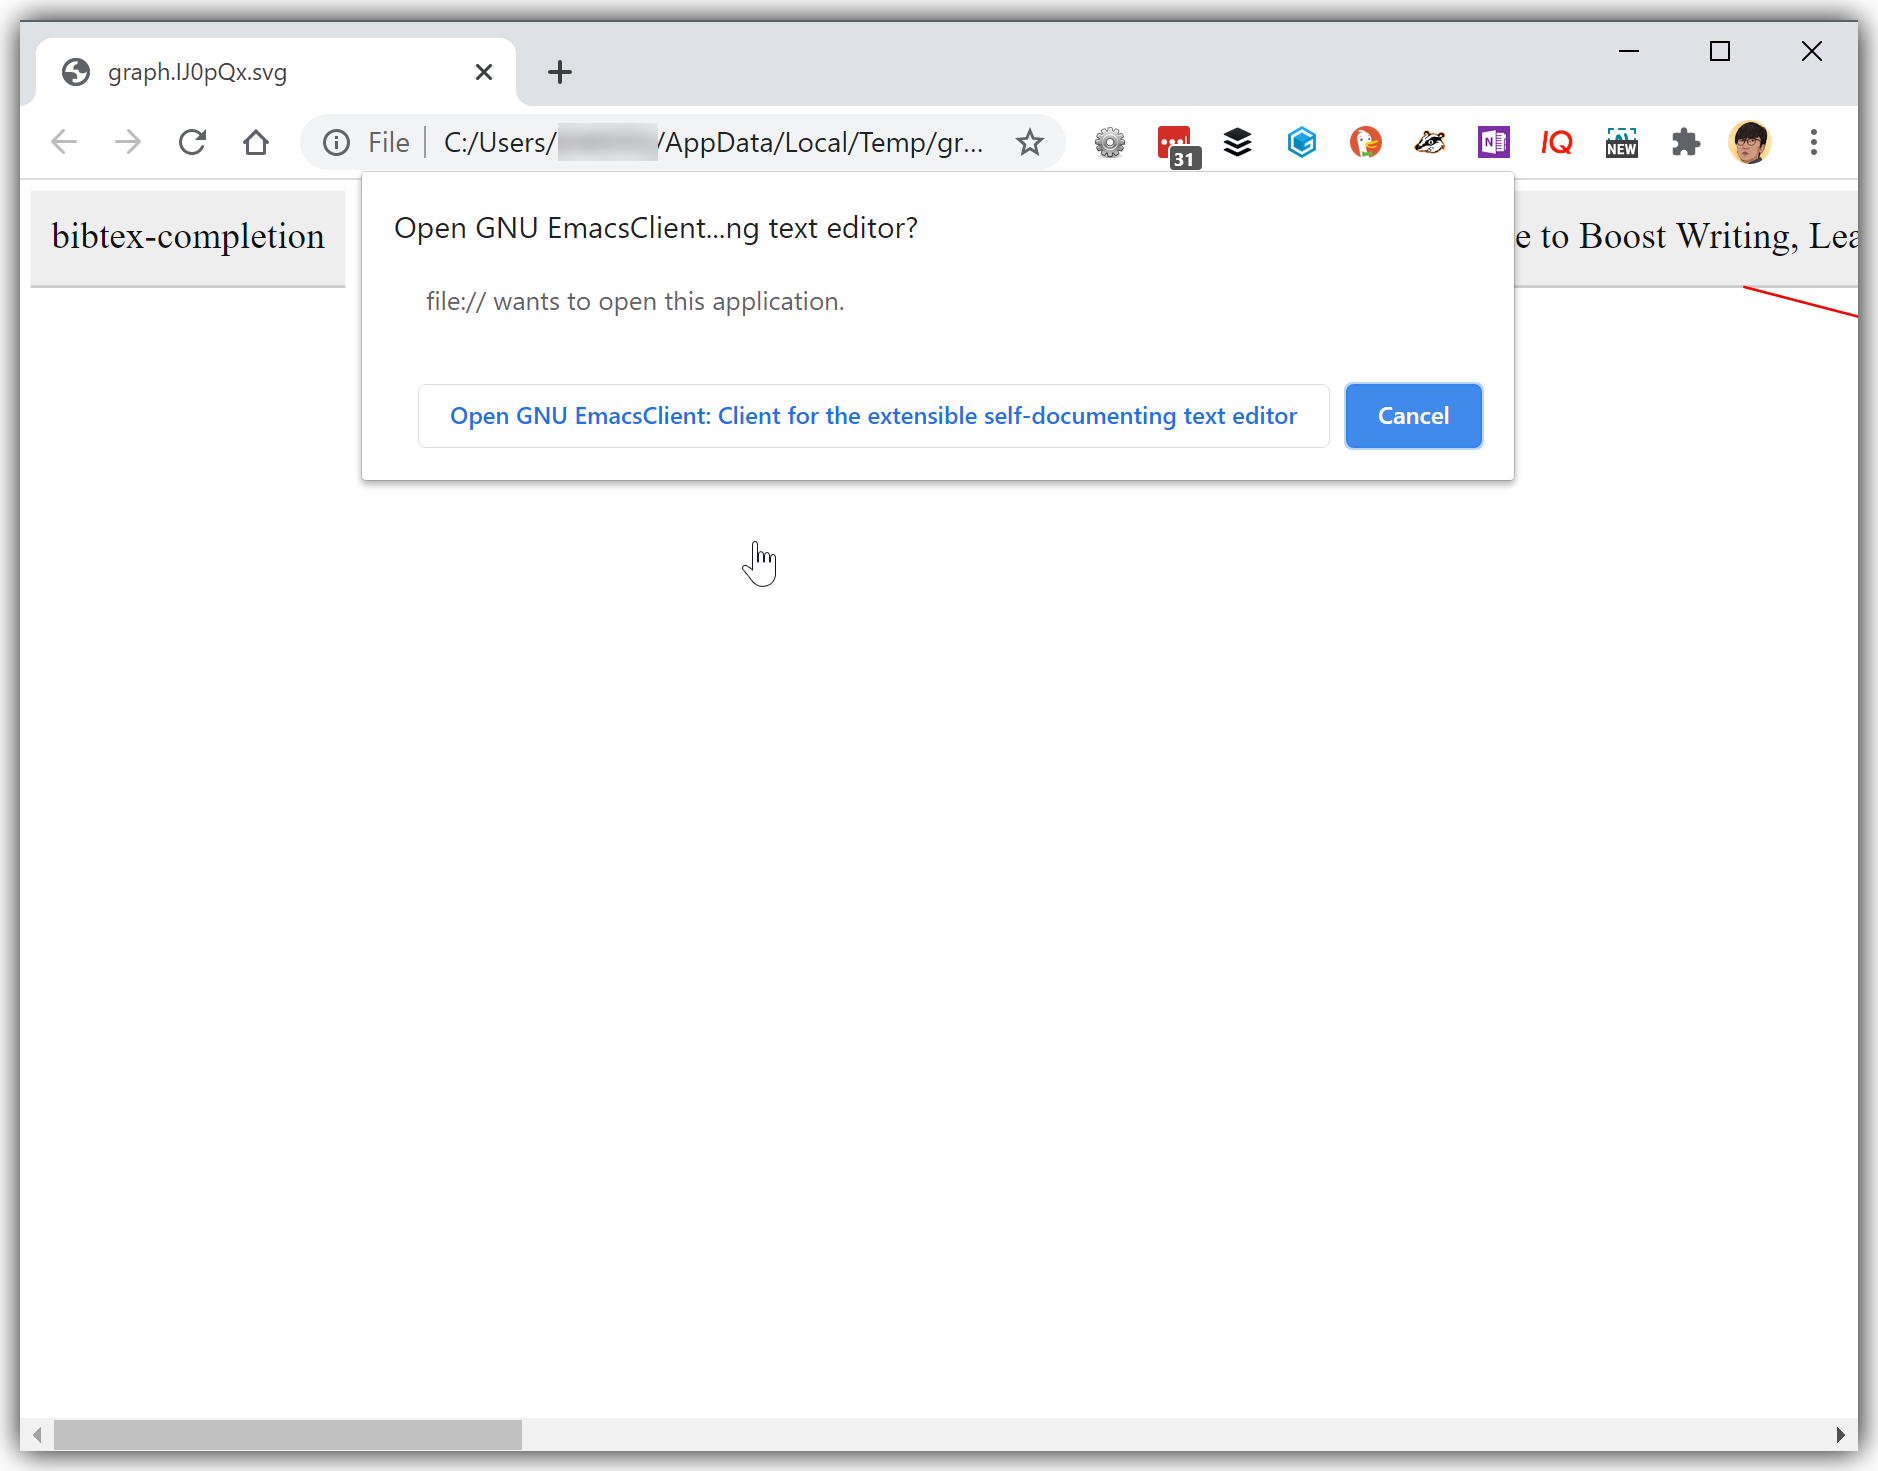 graph.IJ0pQx.svg
File C:/Users/ /AppData/Local/Temp/gr...
31
N
IQ
NEW
bibtex-completion
Open GNU EmacsClient...ng text editor?
e to Boost Writing, Lea
file:// wants to open this application.
Open GNU EmacsClient: Client for the extensible self-documenting text editor
Cancel